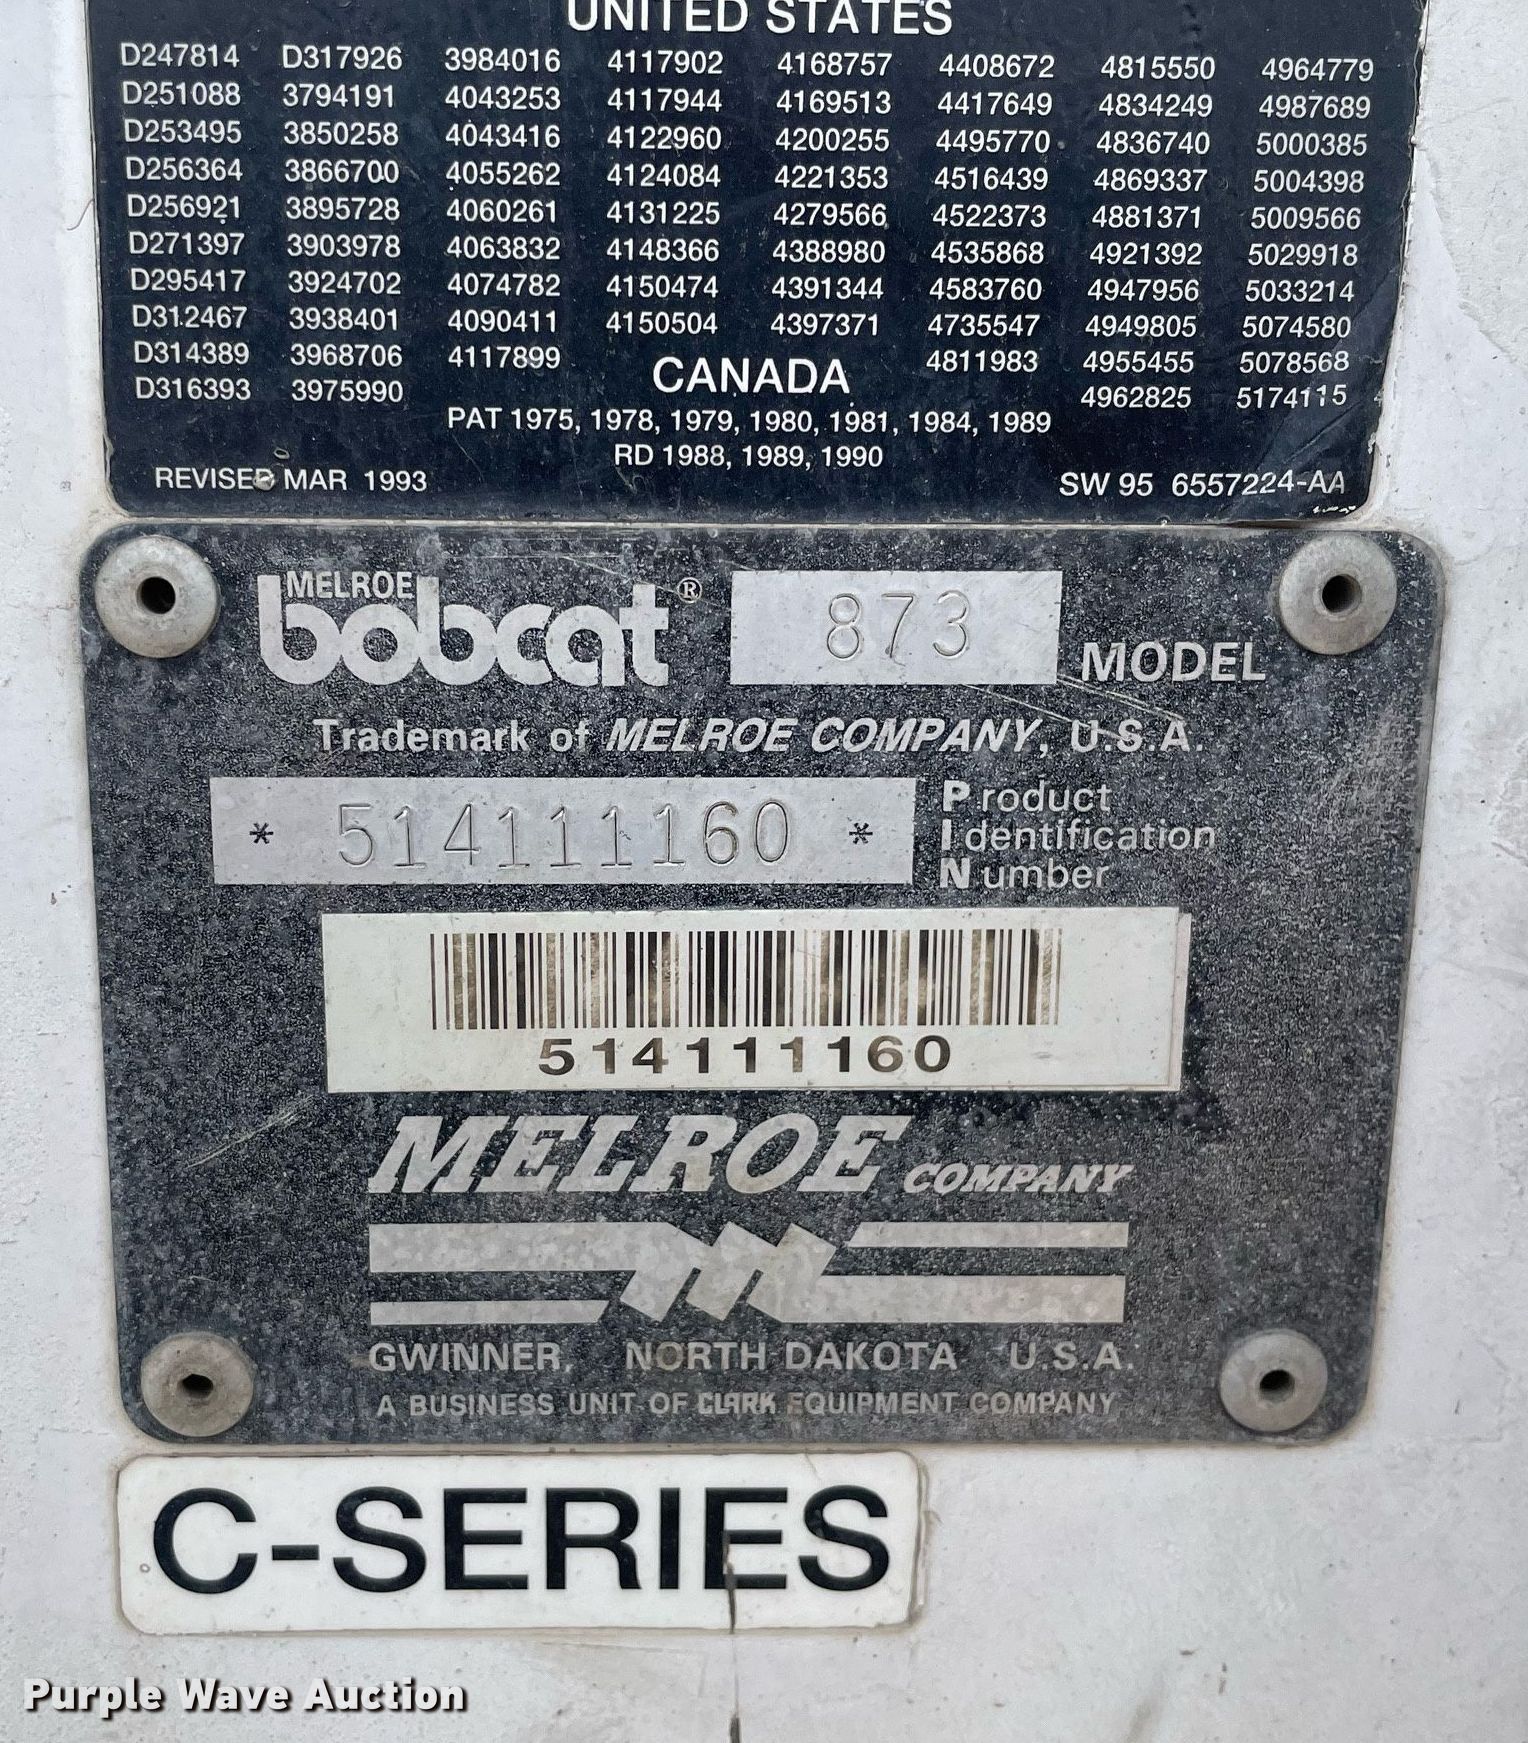 UNITED STATES
D247814 D317926 3984016 4117902 4168757 4408672 4815550 4964779
D251088 3794191 4043253 4117944 4169513 4417649 4834249 4987689
D253495 3850258 4043416 4122960 4200255 4495770 4836740 5000385
D256364 3866700 4055262 4124084 4221353 4516439 4869337 5004398
D256921 3895728 4060261 4131225 4279566 4522373 4881371 5009566
D271397 3903978 4063832 4148366 4388980 4535868 4921392 5029918
D295417 3924702 4074782 4150474 4391344 4583760 4947956 5033214
D312467 3938401 4090411 4150504 4397371 4735547 4949805 5074580
D314389 3968706 4117899 4811983 4955455 5078568
D316393 3975990 4962825 5174115
CANADA
PAT 1975, 1978, 1979, 1980, 1981, 1984, 1989
RD 1988, 1989, 1990
REVISED MAR 1993 SW 95 6557224-AA
MELROE
bobcat ® 873 MODEL
Trademark of MELROE COMPANY, U.S.A.
* 514111160 * Product
Identification
Number
514111160
MELROE COMPANY
GWINNER, NORTH DAKOTA U.S.A.
A BUSINESS UNIT OF CLARK EQUIPMENT COMPANY
C-SERIES
Purple Wave Auction